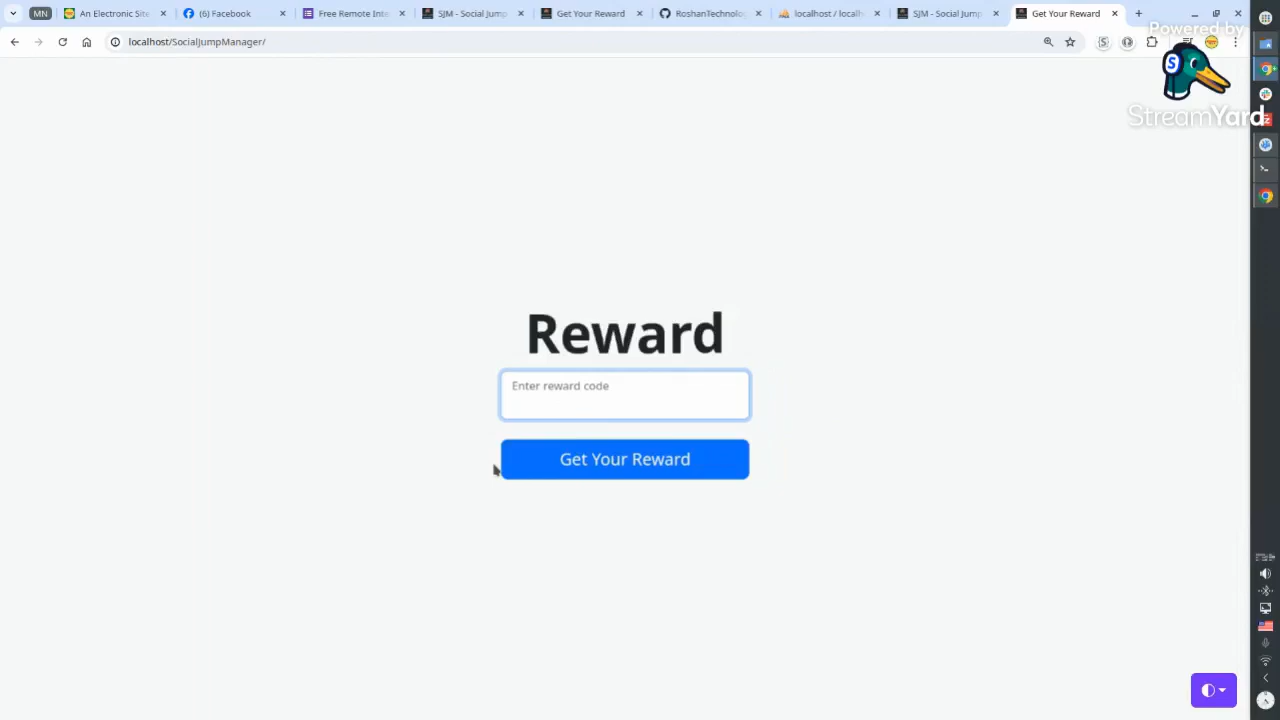 MN
An Electronic Site
(6) Facebook
Free Remote Inte
SJM - Social Jump
Get Your Reward
RoshanTechnolog
localhost / localh
SJM - Social Jump
Get Your Reward
localhost/SocialJumpManager/
Powered by
S
StreamYard
Reward
Enter reward code
Get Your Reward